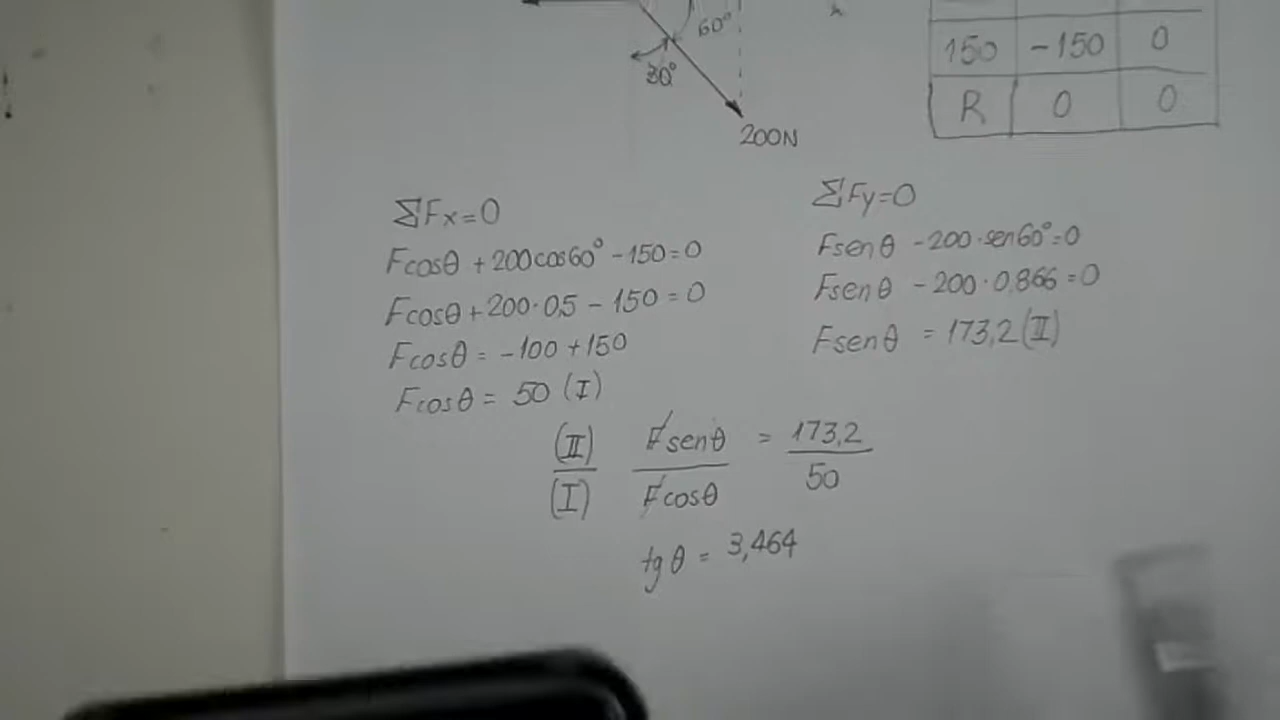 60°
30°
200N
150 -150 0
R 0 0
ΣFx=0
Fcosθ + 200cos60° - 150 = 0
Fcosθ + 200·0,5 - 150 = 0
Fcosθ = -100 + 150
Fcosθ = 50 (I)
ΣFy=0
Fsenθ - 200·sen60° = 0
Fsenθ - 200·0,866 = 0
Fsenθ = 173,2 (II)
(II) Fsenθ = 173,2
(I) Fcosθ 50
tgθ = 3,464